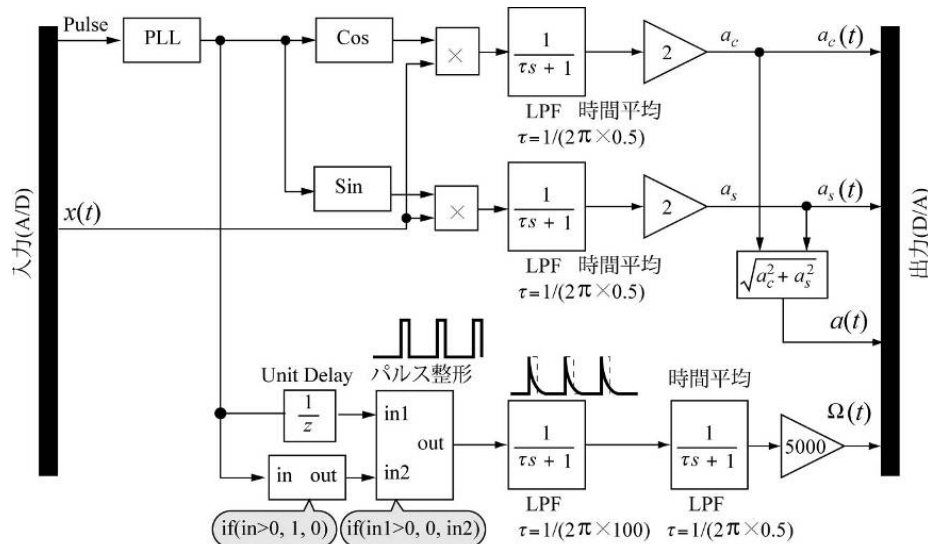 入力(A/D)
Pulse
PLL
Cos
×
1
τs + 1
LPF 時間平均
τ=1/(2π×0.5)
2
a_c
a_c(t)
x(t)
Sin
×
1
τs + 1
LPF 時間平均
τ=1/(2π×0.5)
2
a_s
a_s(t)
√a_c^2 + a_s^2
a(t)
出力(D/A)
Unit Delay
1
z
パルス整形
in1
in2
out
in out
if(in>0, 1, 0)
if(in1>0, 0, in2)
1
τs + 1
LPF
τ=1/(2π×100)
時間平均
1
τs + 1
LPF
τ=1/(2π×0.5)
5000
Ω(t)